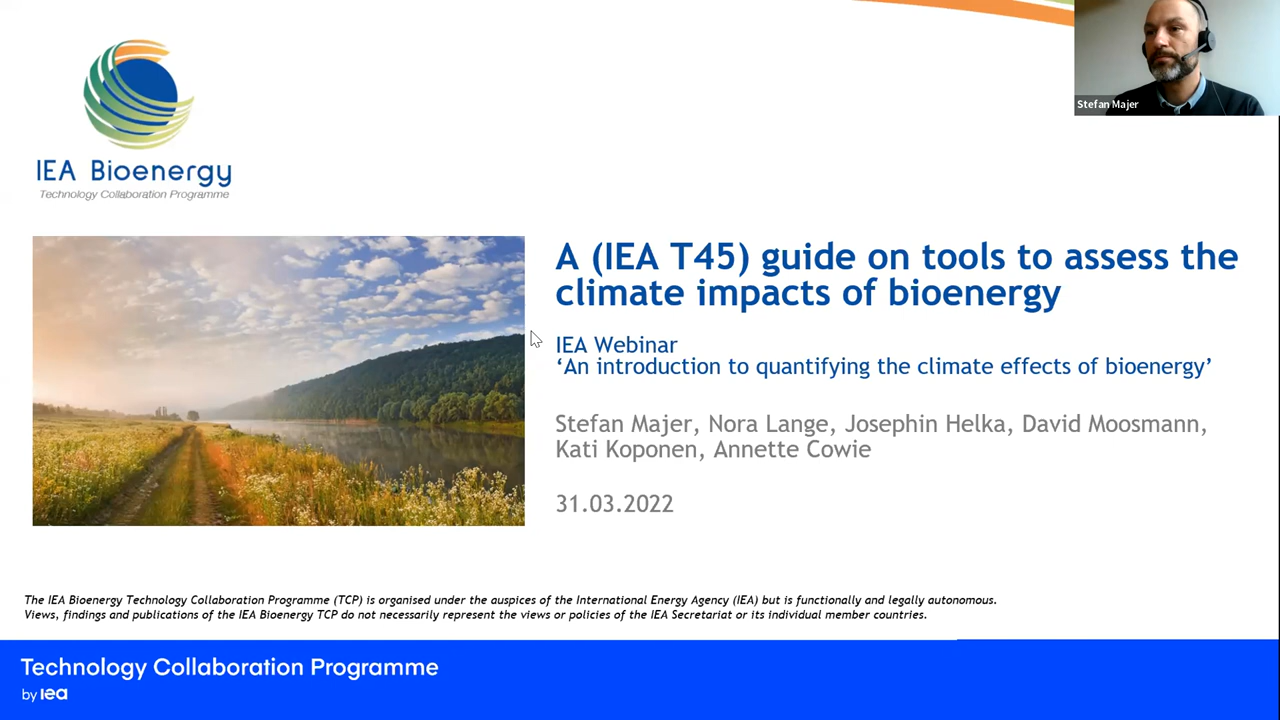 Stefan Majer
IEA Bioenergy
Technology Collaboration Programme
A (IEA T45) guide on tools to assess the
climate impacts of bioenergy
IEA Webinar
‘An introduction to quantifying the climate effects of bioenergy’
Stefan Majer, Nora Lange, Josephin Helka, David Moosmann,
Kati Koponen, Annette Cowie
31.03.2022
The IEA Bioenergy Technology Collaboration Programme (TCP) is organised under the auspices of the International Energy Agency (IEA) but is functionally and legally autonomous.
Views, findings and publications of the IEA Bioenergy TCP do not necessarily represent the views or policies of the IEA Secretariat or its individual member countries.
Technology Collaboration Programme
by iea